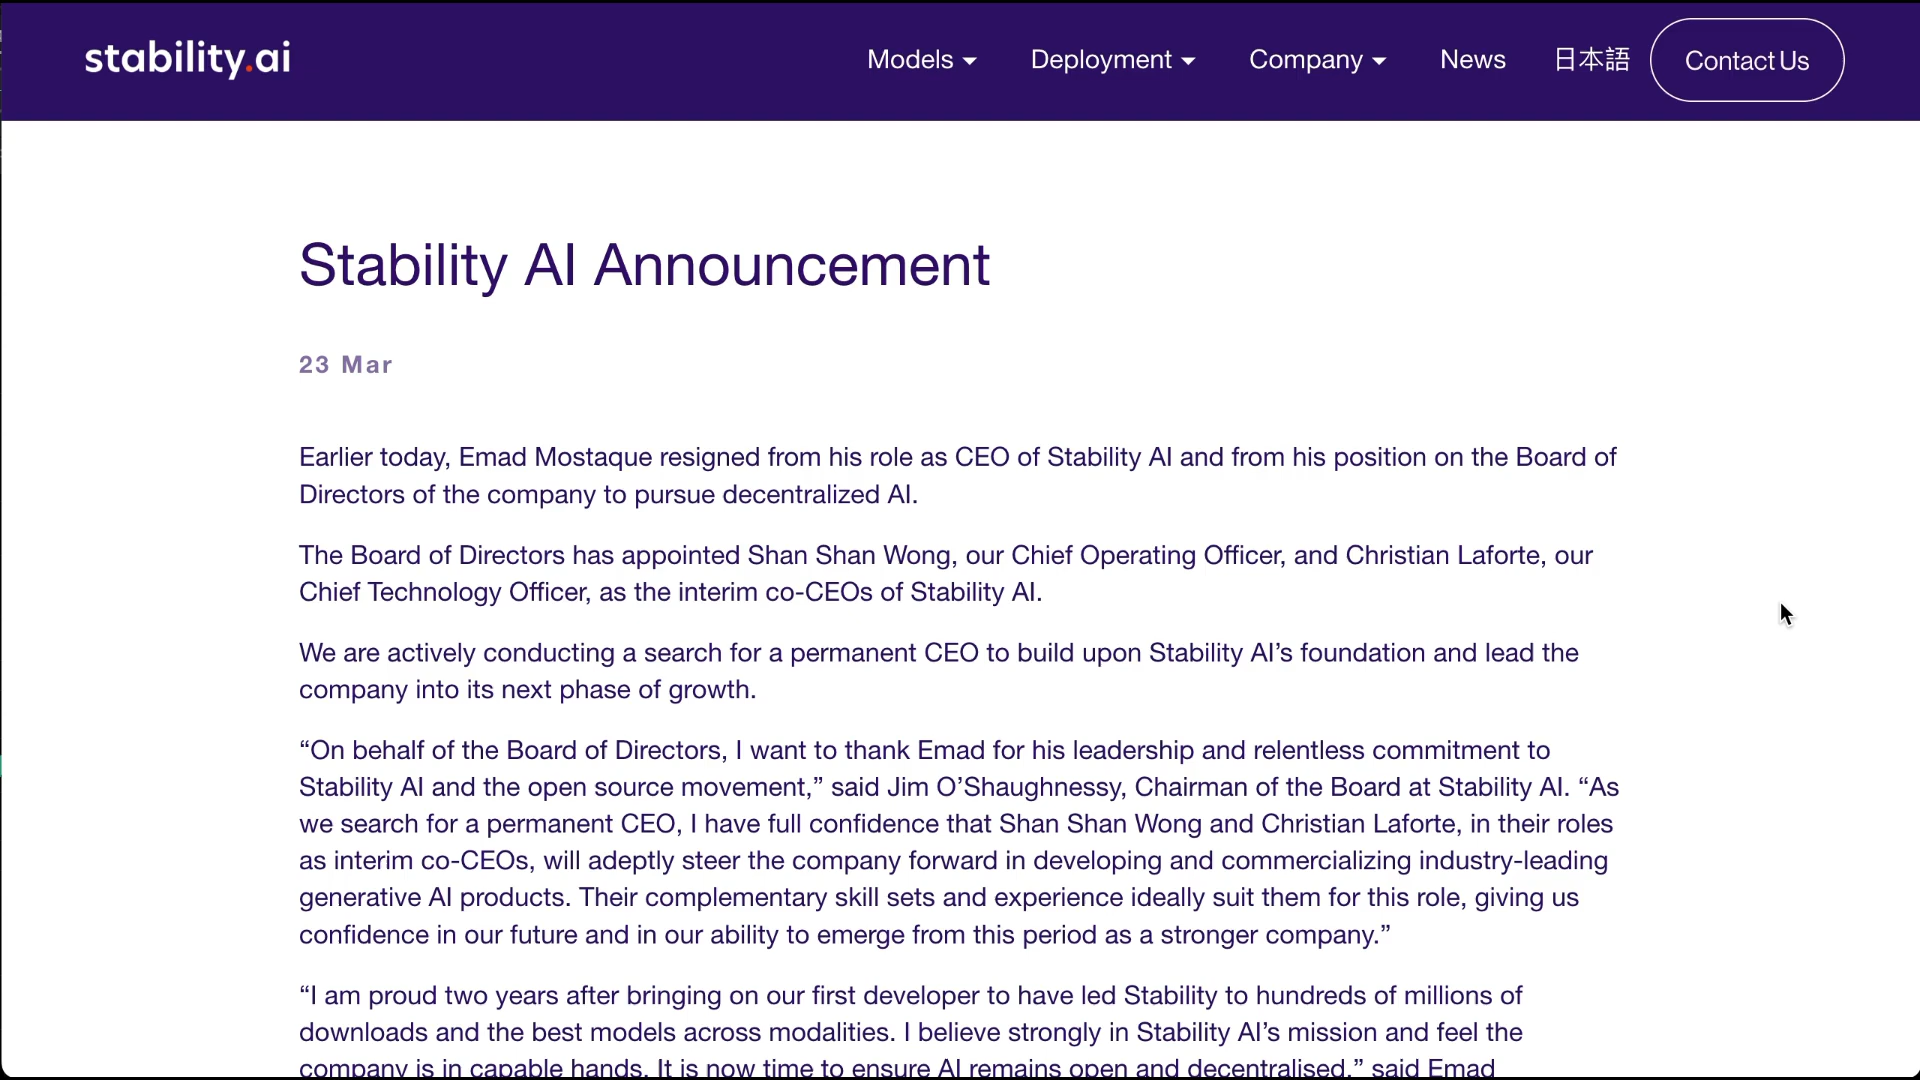 stability.ai
Models
Deployment
Company
News
日本語
Contact Us
Stability AI Announcement
23 Mar
Earlier today, Emad Mostaque resigned from his role as CEO of Stability AI and from his position on the Board of
Directors of the company to pursue decentralized AI.
The Board of Directors has appointed Shan Shan Wong, our Chief Operating Officer, and Christian Laforte, our
Chief Technology Officer, as the interim co-CEOs of Stability AI.
We are actively conducting a search for a permanent CEO to build upon Stability AI’s foundation and lead the
company into its next phase of growth.
“On behalf of the Board of Directors, I want to thank Emad for his leadership and relentless commitment to
Stability AI and the open source movement,” said Jim O’Shaughnessy, Chairman of the Board at Stability AI. “As
we search for a permanent CEO, I have full confidence that Shan Shan Wong and Christian Laforte, in their roles
as interim co-CEOs, will adeptly steer the company forward in developing and commercializing industry-leading
generative AI products. Their complementary skill sets and experience ideally suit them for this role, giving us
confidence in our future and in our ability to emerge from this period as a stronger company.”
“I am proud two years after bringing on our first developer to have led Stability to hundreds of millions of
downloads and the best models across modalities. I believe strongly in Stability AI’s mission and feel the
company is in capable hands. It is now time to ensure AI remains open and decentralised,” said Emad